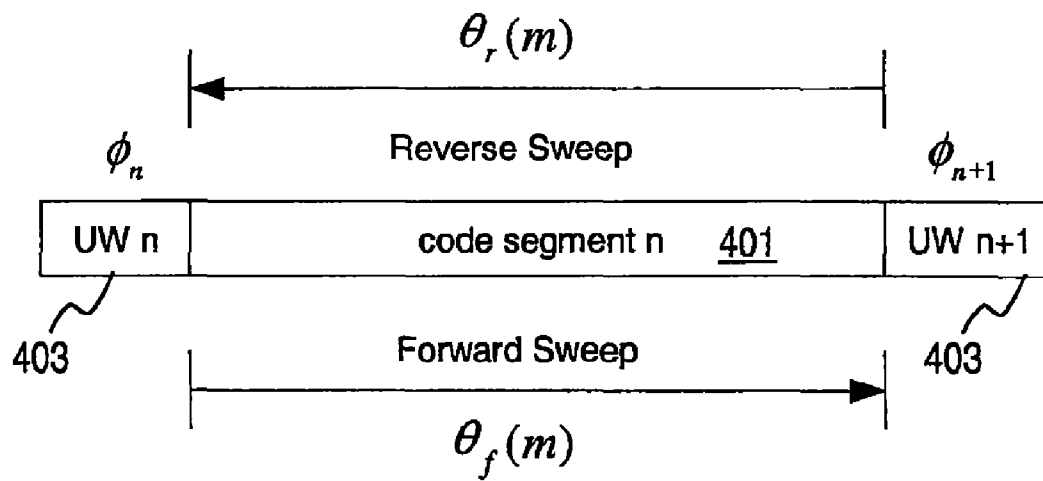 θr(m)
ϕn Reverse Sweep ϕn+1
UW n code segment n 401 UW n+1
403 Forward Sweep 403
θf(m)